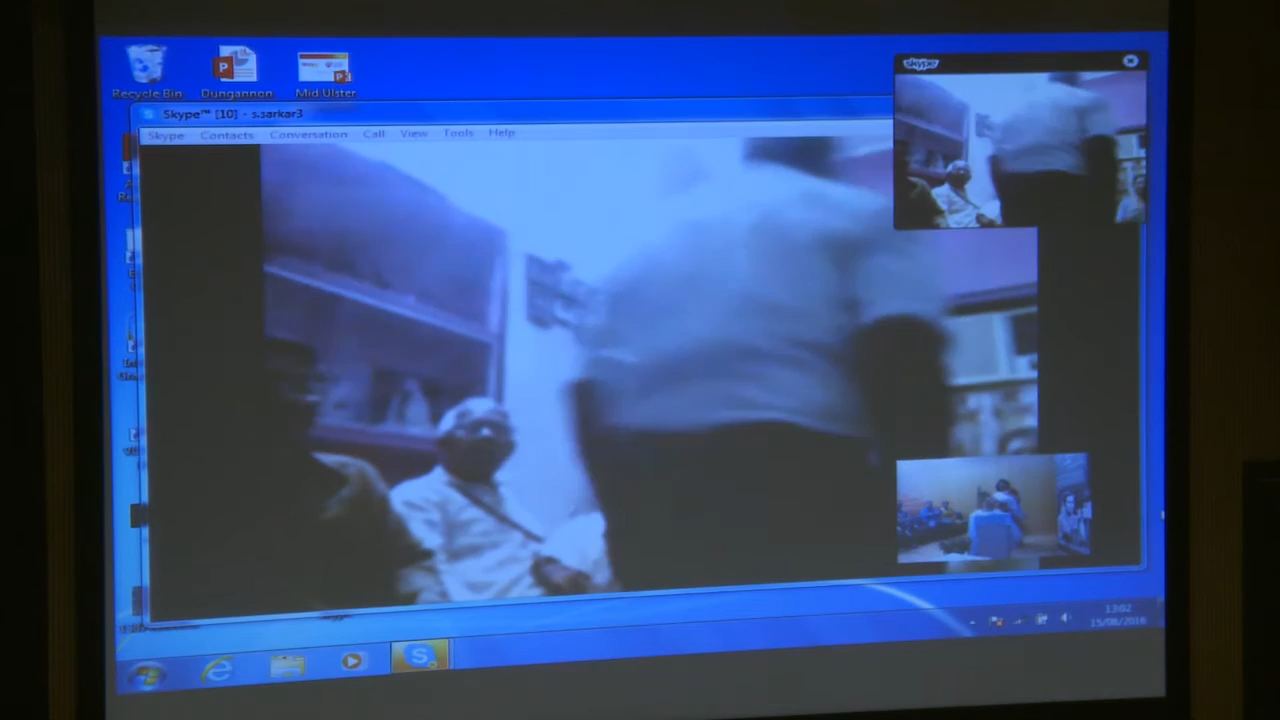 skype
Recycle Bin
Dungannon
Mid Ulster
Skype™ [10] - s.sarkar3
Skype Contacts Conversation Call View Tools Help
13:02
15/08/2016